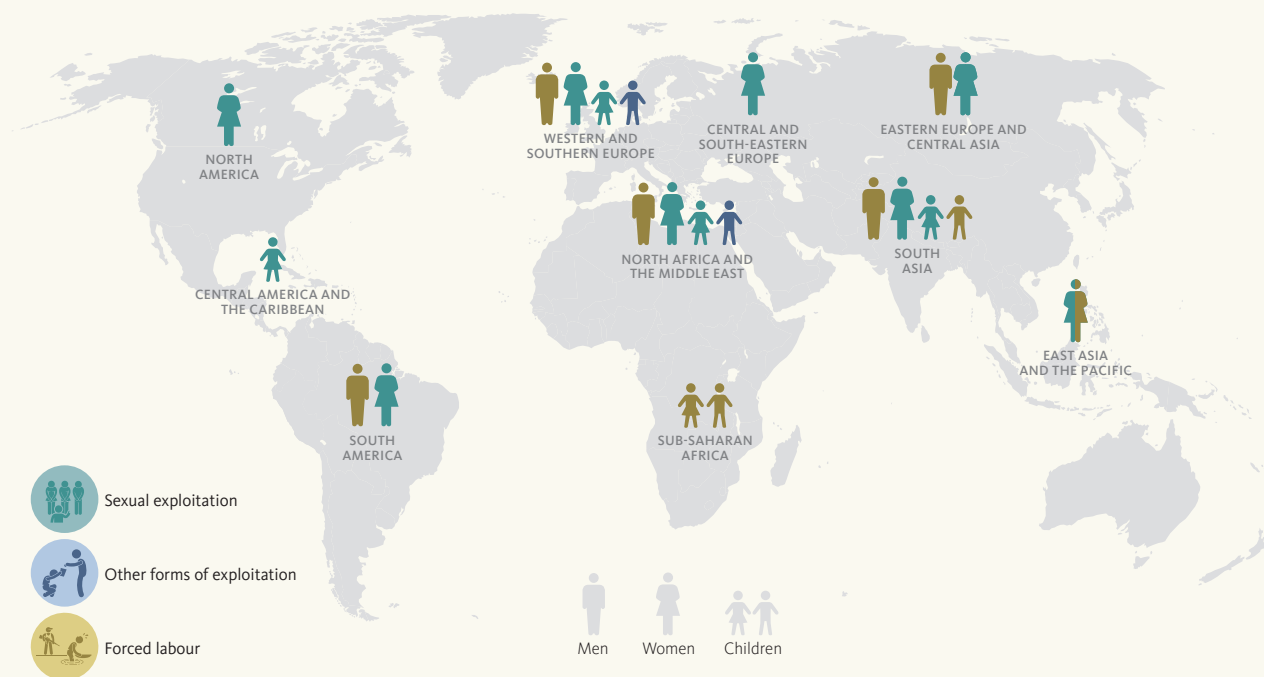 WESTERN AND
SOUTHERN EUROPE
CENTRAL AND
SOUTH-EASTERN
EUROPE
EASTERN EUROPE AND
CENTRAL ASIA
NORTH
AMERICA
NORTH AFRICA AND
THE MIDDLE EAST
SOUTH
ASIA
CENTRAL AMERICA AND
THE CARIBBEAN
EAST ASIA
AND THE PACIFIC
SOUTH
AMERICA
SUB-SAHARAN
AFRICA
Sexual exploitation
Other forms of exploitation
Forced labour
Men
Women
Children